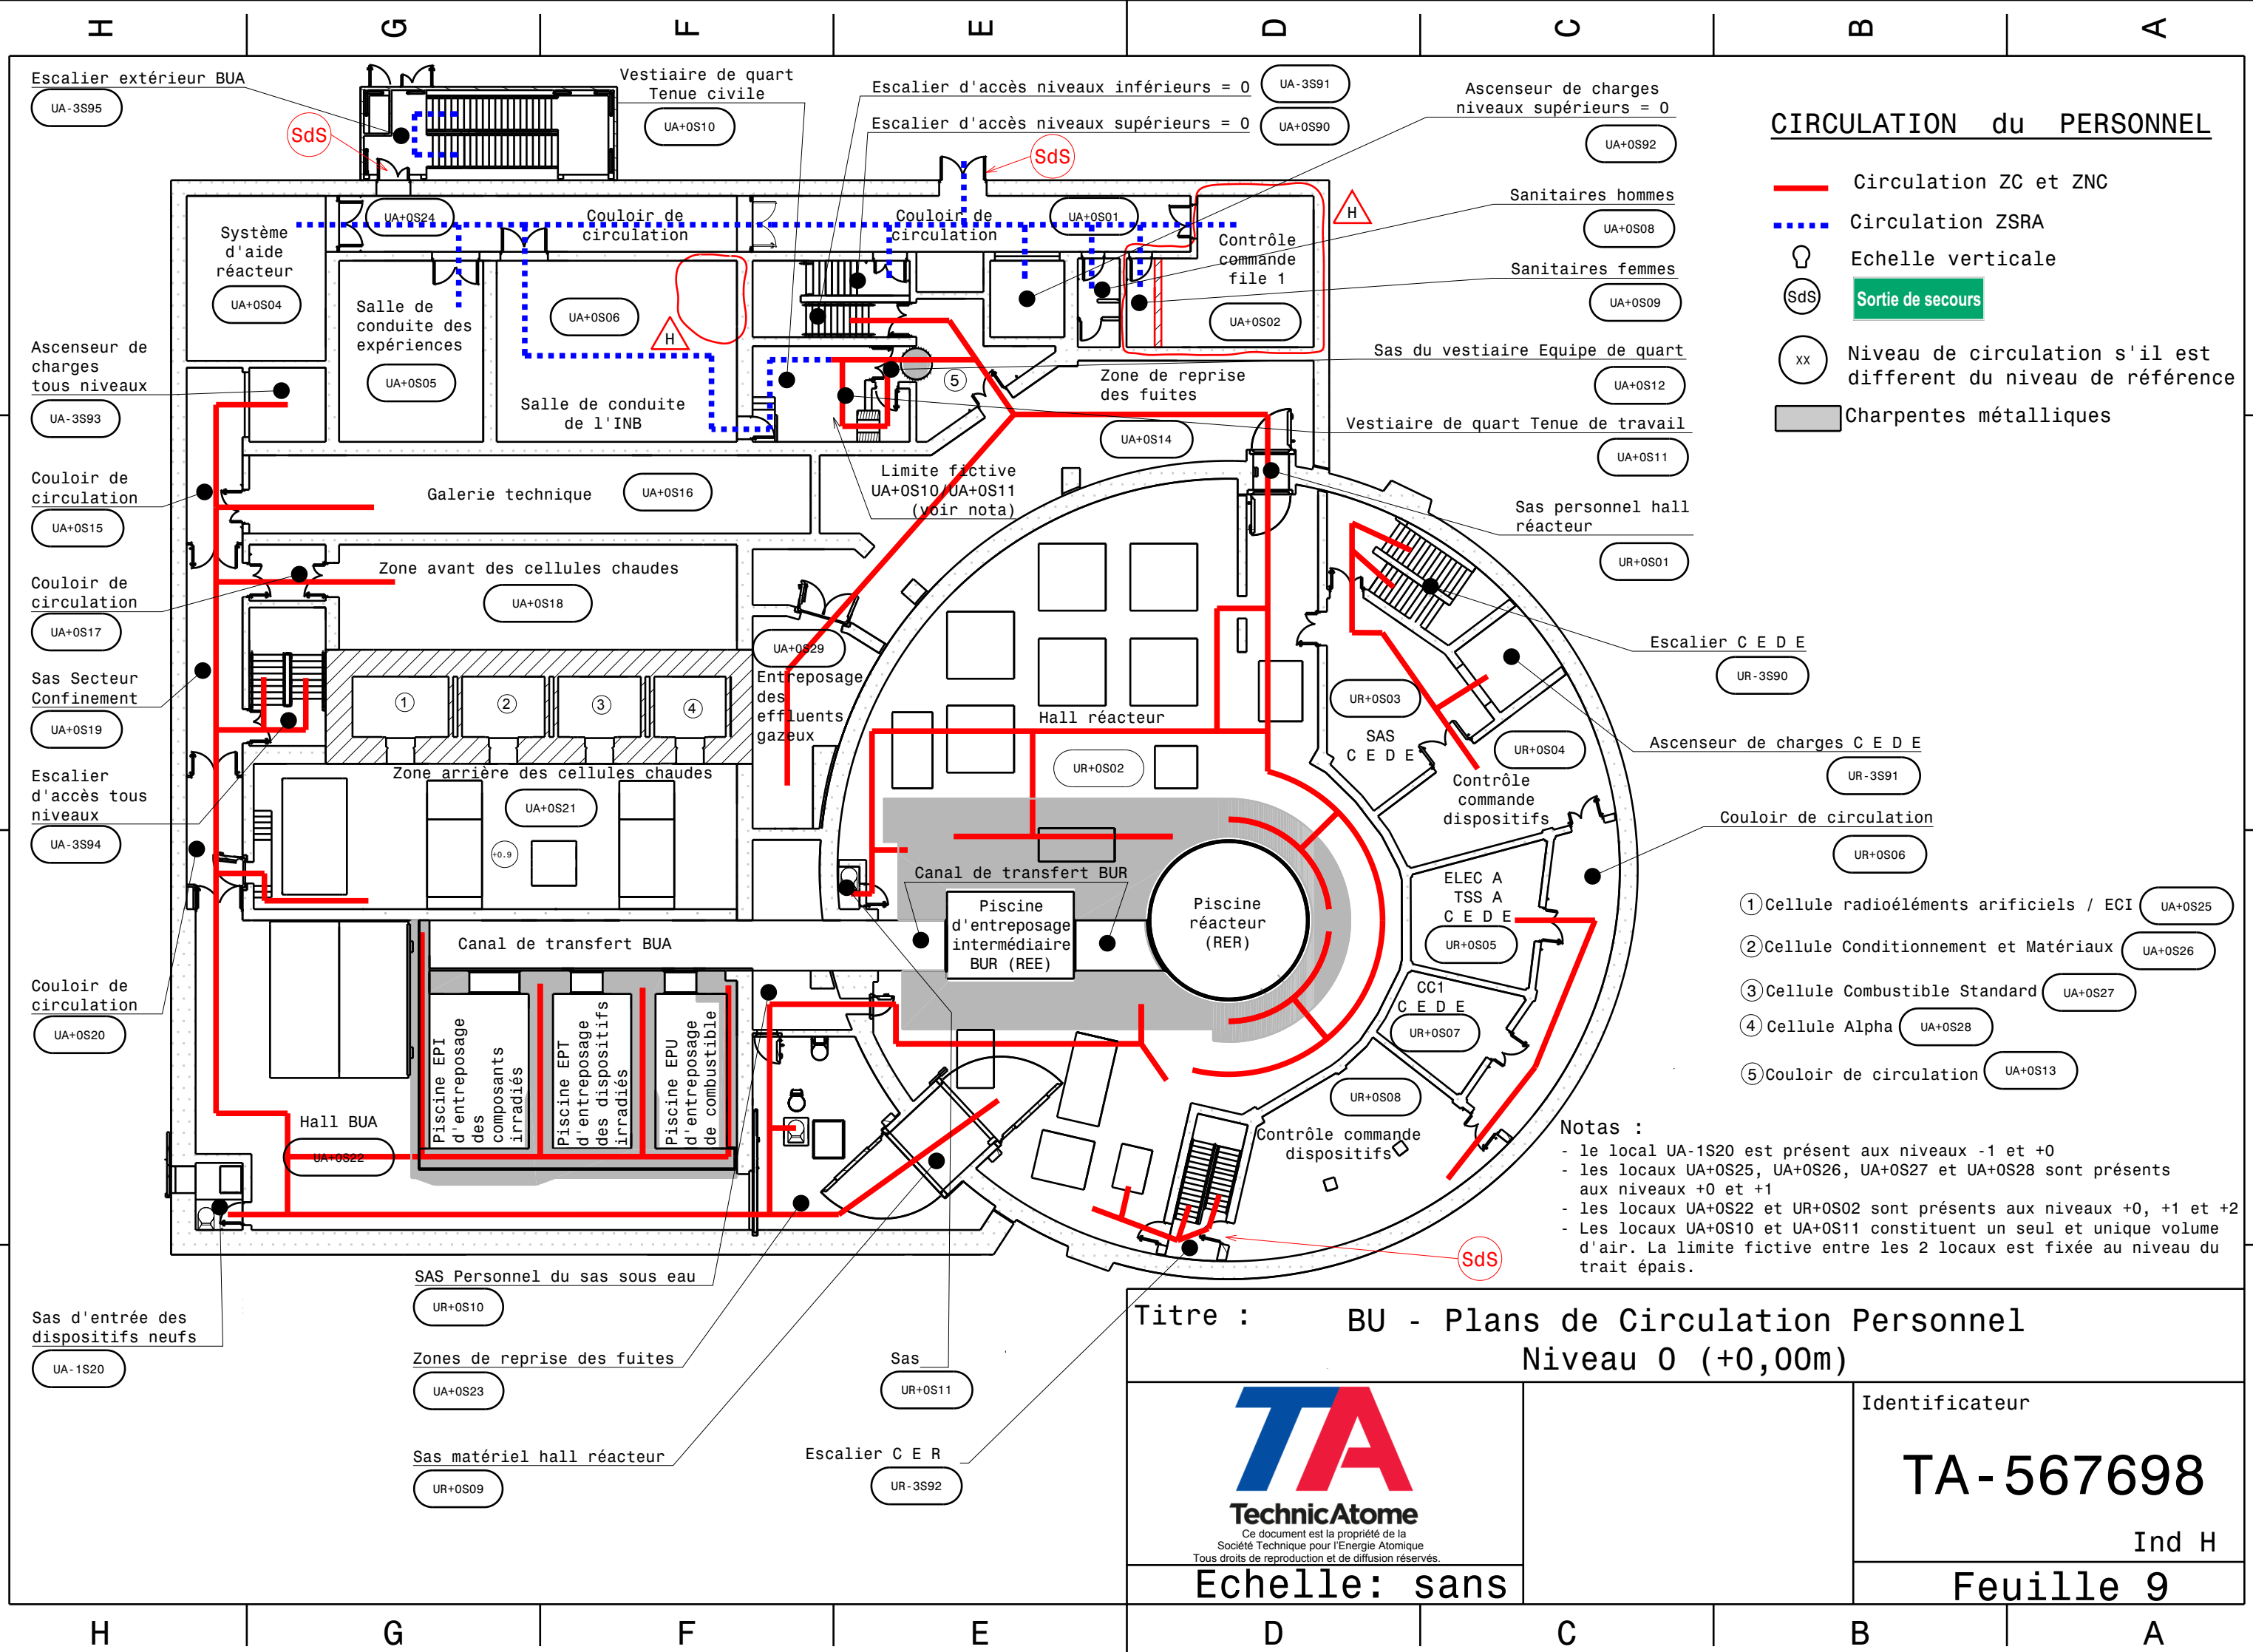 H G F E D C B A
Escalier extérieur BUA
UA-3S95
SdS
Vestiaire de quart
Tenue civile
UA+0S10
Escalier d'accès niveaux inférieurs = 0
UA-3S91
Escalier d'accès niveaux supérieurs = 0
UA+0S90
SdS
Ascenseur de charges
niveaux supérieurs = 0
UA+0S92
Sanitaires hommes
UA+0S08
Sanitaires femmes
UA+0S09
Sas du vestiaire Equipe de quart
UA+0S12
Vestiaire de quart Tenue de travail
UA+0S11
Sas personnel hall
réacteur
UR+0S01
Escalier C E D E
UR-3S90
Ascenseur de charges C E D E
UR-3S91
Couloir de circulation
UR+0S06
CIRCULATION du PERSONNEL
Circulation ZC et ZNC
Circulation ZSRA
Echelle verticale
SdS
Sortie de secours
XX
Niveau de circulation s'il est
different du niveau de référence
Charpentes métalliques
Système
d'aide
réacteur
UA+0S04
UA+0S24
Couloir de
circulation
Couloir de
circulation
UA+0S01
Contrôle
commande
file 1
UA+0S02
H
Salle de
conduite des
expériences
UA+0S05
UA+0S06
H
Salle de conduite
de l'INB
5
Zone de reprise
des fuites
UA+0S14
Limite fictive
UA+0S10/UA+0S11
(voir nota)
Ascenseur de
charges
tous niveaux
UA-3S93
Couloir de
circulation
UA+0S15
Couloir de
circulation
UA+0S17
Sas Secteur
Confinement
UA+0S19
Escalier
d'accès tous
niveaux
UA-3S94
Couloir de
circulation
UA+0S20
Sas d'entrée des
dispositifs neufs
UA-1S20
Galerie technique
UA+0S16
Zone avant des cellules chaudes
UA+0S18
1
2
3
4
UA+0S29
Entreposage
des
effluents
gazeux
Zone arrière des cellules chaudes
UA+0S21
+0.9
Hall réacteur
UR+0S02
UR+0S03
SAS
C E D E
UR+0S04
Contrôle
commande
dispositifs
Canal de transfert BUR
Piscine
d'entreposage
intermédiaire
BUR (REE)
Piscine
réacteur
(RER)
ELEC A
TSS A
C E D E
UR+0S05
CC1
C E D E
UR+0S07
UR+0S08
Contrôle commande
dispositifs
Canal de transfert BUA
Piscine EPI
d'entreposage
des
composants
irradiés
Piscine EPT
d'entreposage
des dispositifs
irradiés
Piscine EPU
d'entreposage
de combustible
Hall BUA
UA+0S22
SAS Personnel du sas sous eau
UR+0S10
Zones de reprise des fuites
UA+0S23
Sas matériel hall réacteur
UR+0S09
Sas
UR+0S11
Escalier C E R
UR-3S92
SdS
1 Cellule radioéléments arificiels / ECI UA+0S25
2 Cellule Conditionnement et Matériaux UA+0S26
3 Cellule Combustible Standard UA+0S27
4 Cellule Alpha UA+0S28
5 Couloir de circulation UA+0S13
Notas :
- le local UA-1S20 est présent aux niveaux -1 et +0
- les locaux UA+0S25, UA+0S26, UA+0S27 et UA+0S28 sont présents
aux niveaux +0 et +1
- les locaux UA+0S22 et UR+0S02 sont présents aux niveaux +0, +1 et +2
- Les locaux UA+0S10 et UA+0S11 constituent un seul et unique volume
d'air. La limite fictive entre les 2 locaux est fixée au niveau du
trait épais.
Titre : BU - Plans de Circulation Personnel
Niveau 0 (+0,00m)
TA
TechnicAtome
Ce document est la propriété de la
Société Technique pour l'Energie Atomique
Tous droits de reproduction et de diffusion réservés.
Echelle: sans
Identificateur
TA-567698
Ind H
Feuille 9
H G F E D C B A